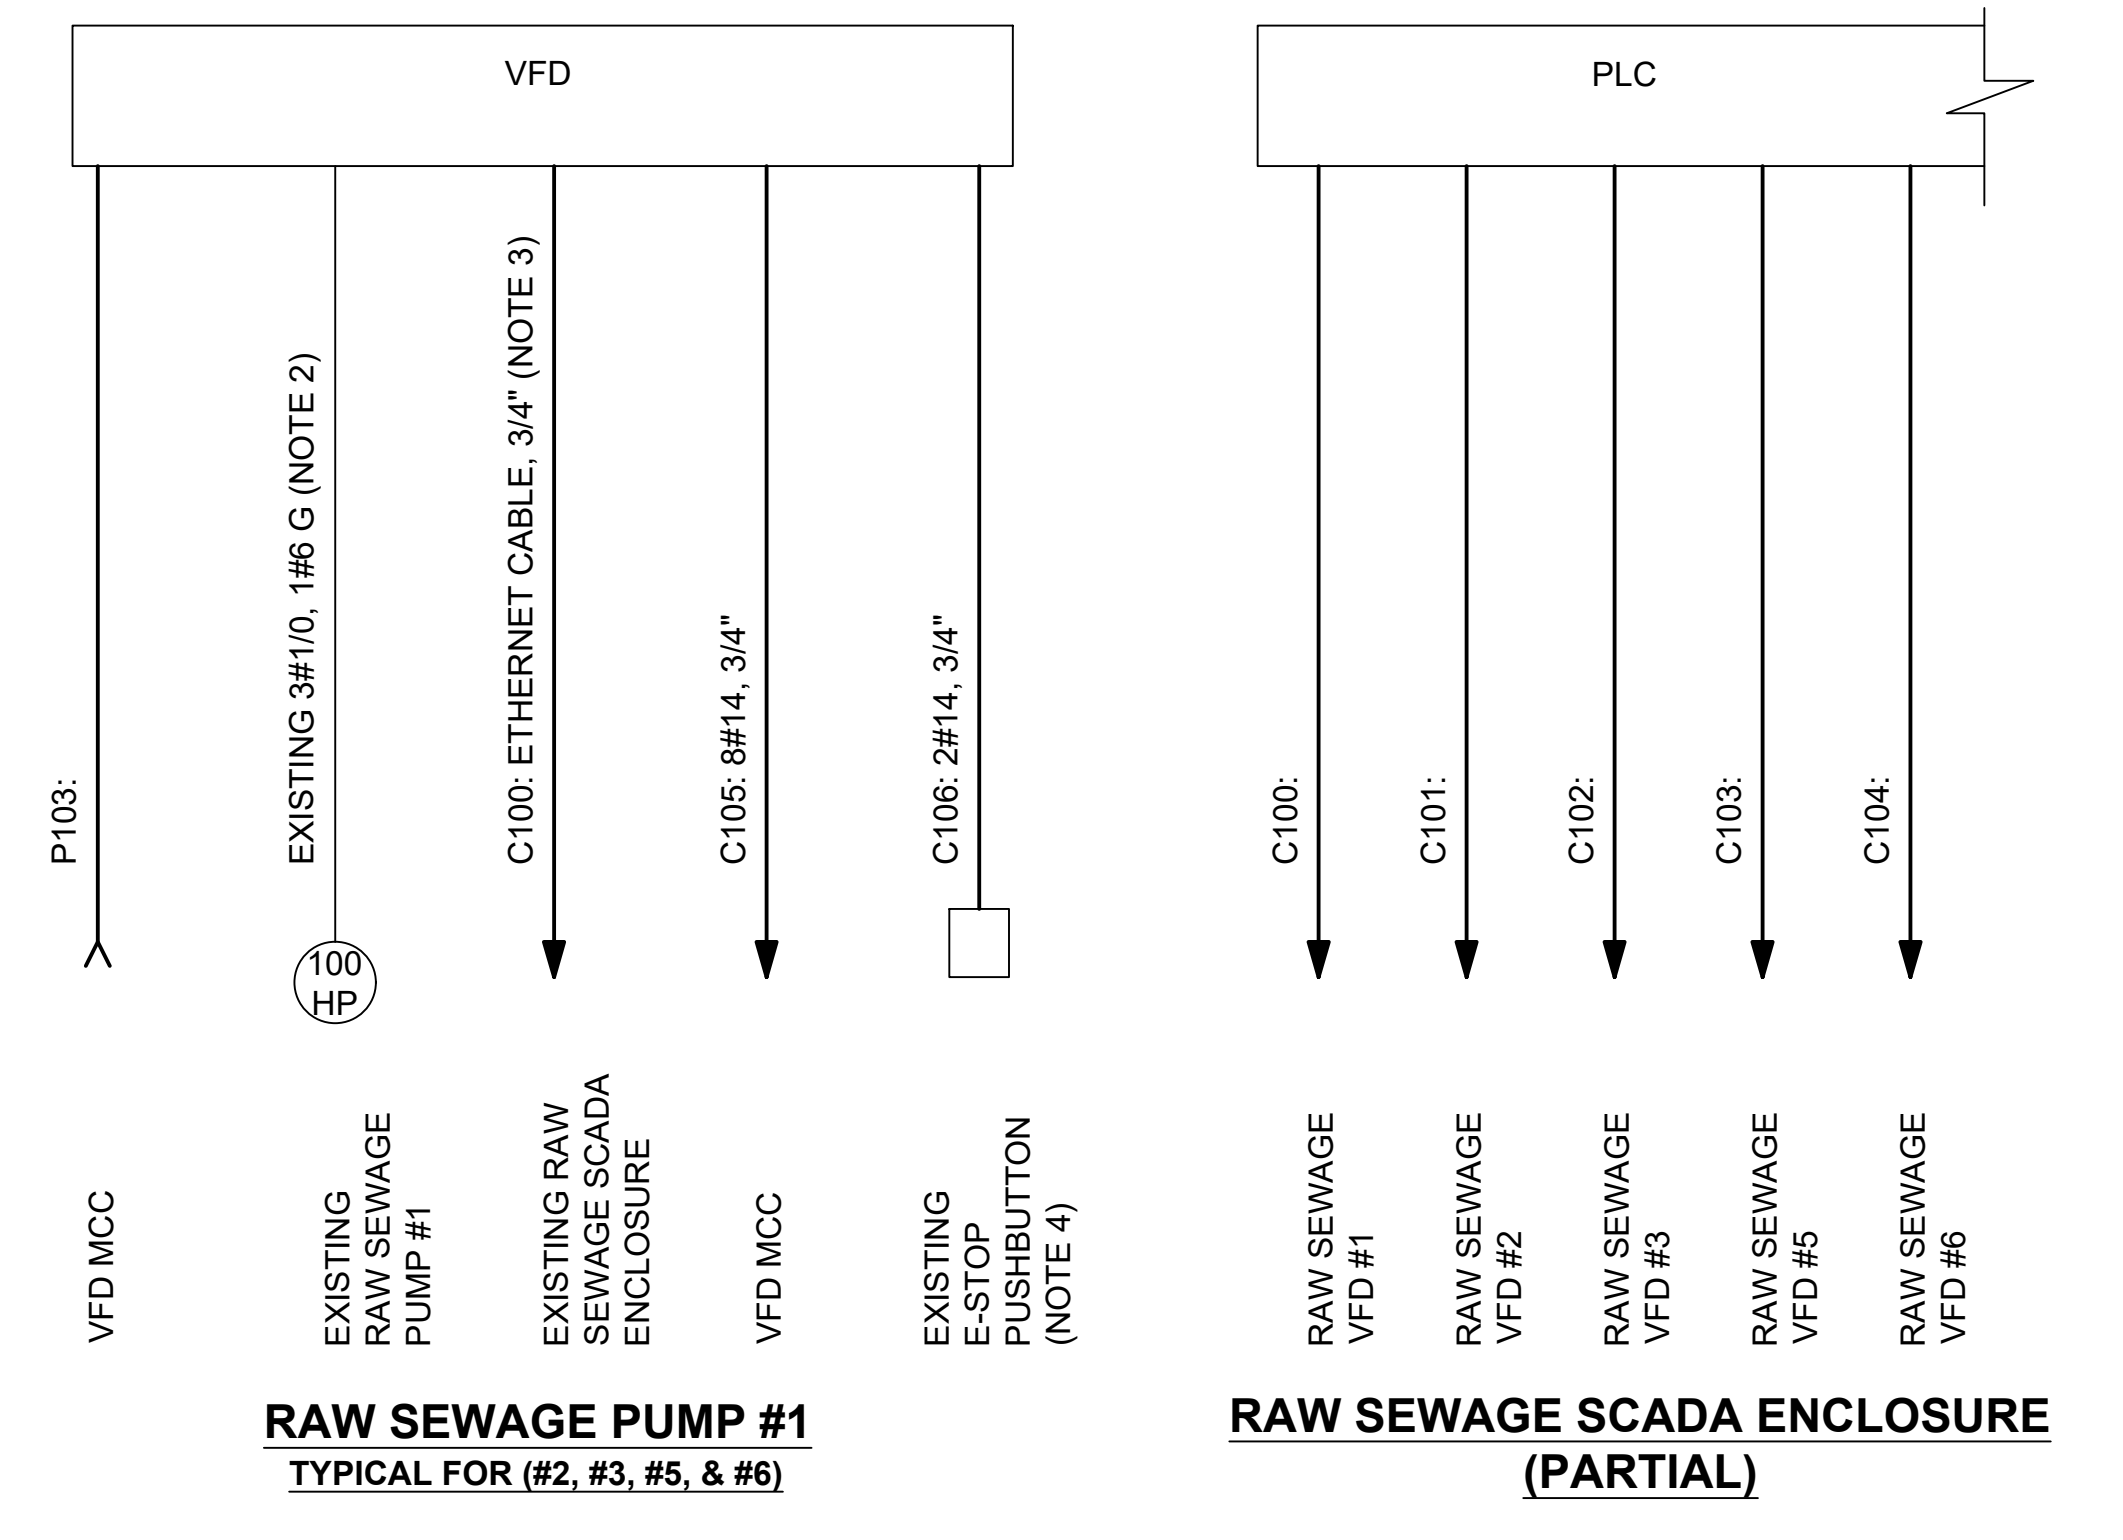 VFD
P103:
EXISTING 3#1/0, 1#6 G (NOTE 2)
C100: ETHERNET CABLE, 3/4" (NOTE 3)
C105: 8#14, 3/4"
C106: 2#14, 3/4"
100
HP
VFD MCC
EXISTING
RAW SEWAGE
PUMP #1
EXISTING RAW
SEWAGE SCADA
ENCLOSURE
VFD MCC
EXISTING
E-STOP
PUSHBUTTON
(NOTE 4)
RAW SEWAGE PUMP #1
TYPICAL FOR (#2, #3, #5, & #6)
PLC
C100:
C101:
C102:
C103:
C104:
RAW SEWAGE
VFD #1
RAW SEWAGE
VFD #2
RAW SEWAGE
VFD #3
RAW SEWAGE
VFD #5
RAW SEWAGE
VFD #6
RAW SEWAGE SCADA ENCLOSURE
(PARTIAL)